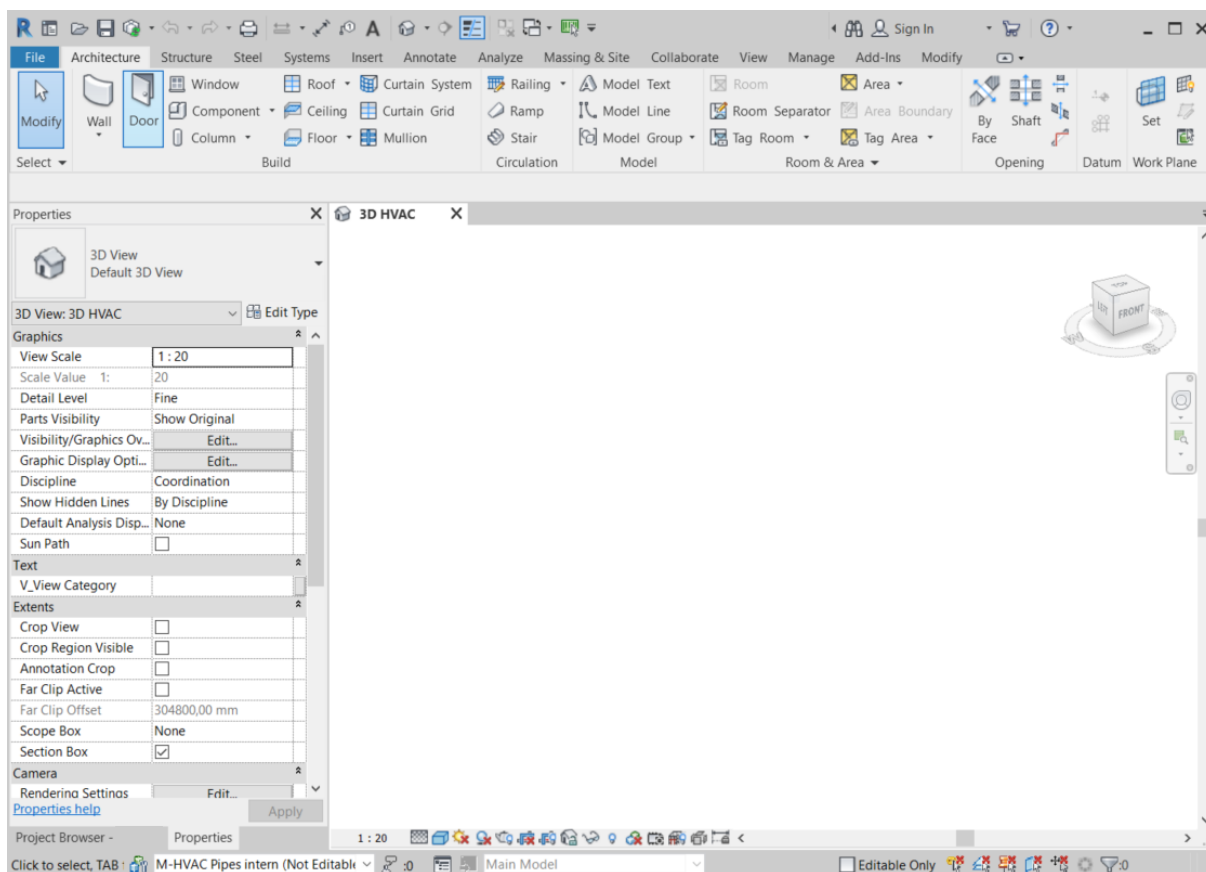 Sign In
File Architecture Structure Steel Systems Insert Annotate Analyze Massing & Site Collaborate View Manage Add-Ins Modify
Modify
Wall
Door
Window
Component
Column
Roof
Ceiling
Floor
Curtain System
Curtain Grid
Mullion
Railing
Ramp
Stair
Model Text
Model Line
Model Group
Room
Room Separator
Tag Room
Area
Area Boundary
Tag Area
By Face
Shaft
Set
Select Build Circulation Model Room & Area Opening Datum Work Plane
Properties
3D HVAC
3D View
Default 3D View
3D View: 3D HVAC Edit Type
Graphics
View Scale 1 : 20
Scale Value 1: 20
Detail Level Fine
Parts Visibility Show Original
Visibility/Graphics Ov... Edit...
Graphic Display Opti... Edit...
Discipline Coordination
Show Hidden Lines By Discipline
Default Analysis Disp... None
Sun Path
Text
V_View Category
Extents
Crop View
Crop Region Visible
Annotation Crop
Far Clip Active
Far Clip Offset 304800,00 mm
Scope Box None
Section Box
Camera
Rendering Settings Edit...
Properties help Apply
TOP
FRONT
Project Browser - Properties 1 : 20
Click to select, TAB M-HVAC Pipes intern (Not Editable :0 Main Model Editable Only :0